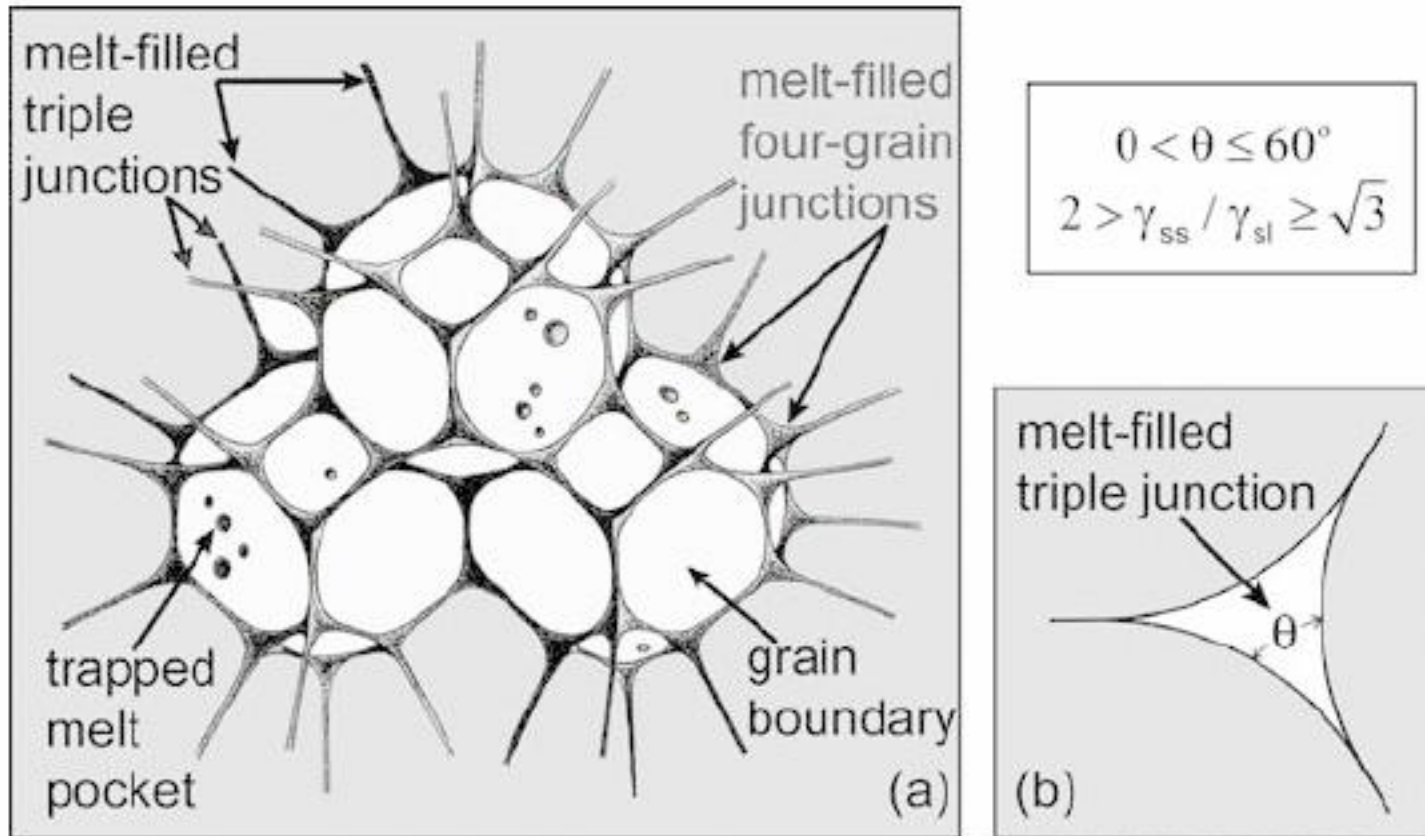 melt-filled
triple
junctions
melt-filled
four-grain
junctions
trapped
melt
pocket
grain
boundary
(a)
0 < θ ≤ 60°
2 > γss / γsl ≥ √3
melt-filled
triple junction
θ
(b)